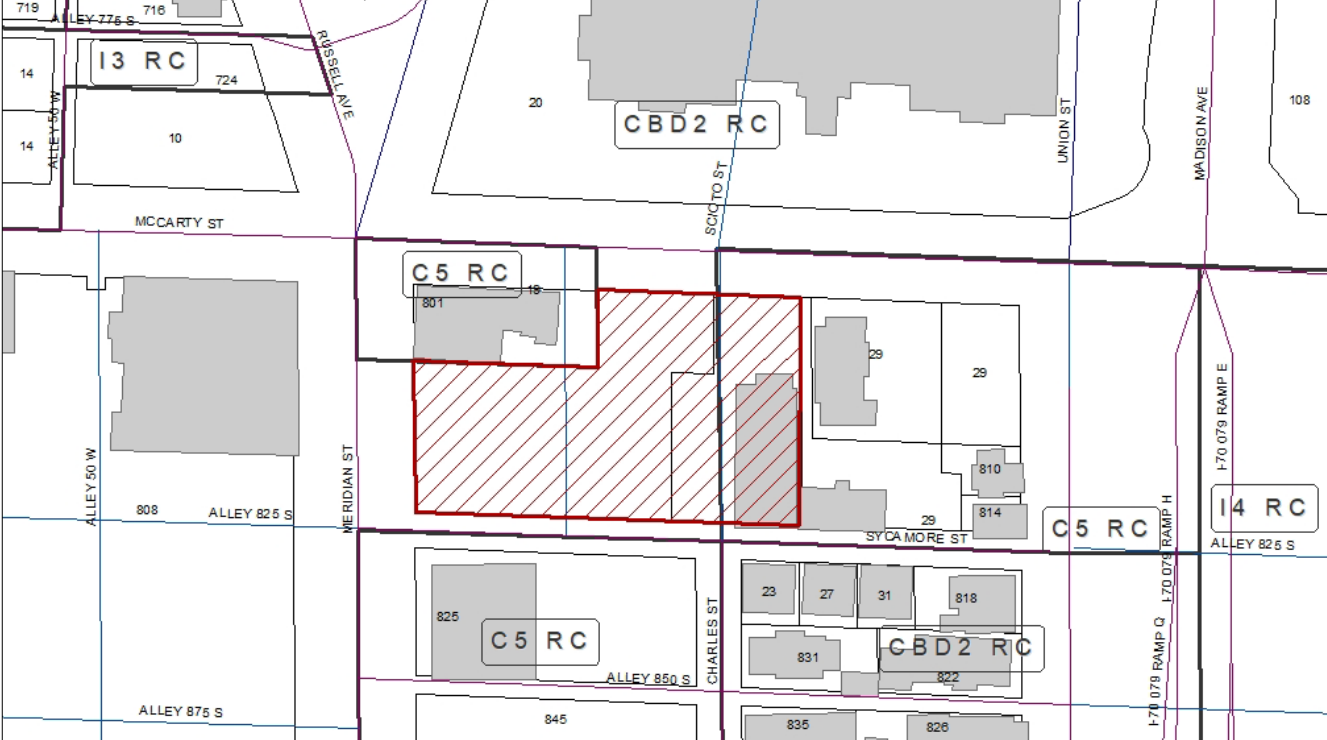 719
716
ALLEY 775 S
I3 RC
14
724
RUSSELL AVE
20
CBD2 RC
108
14
ALLEY 50 W
10
UNION ST
MADISON AVE
SCIOTO ST
MCCARTY ST
C5 RC
19
801
29
29
I-70 079 RAMP E
ALLEY 50 W
MERIDIAN ST
810
808
ALLEY 825 S
29
814
SYCAMORE ST
C5 RC
I-70 079 RAMP H
I4 RC
ALLEY 825 S
23
27
31
818
825
C5 RC
CHARLES ST
CBD2 RC
831
822
ALLEY 850 S
I-70 079 RAMP Q
ALLEY 875 S
845
835
826